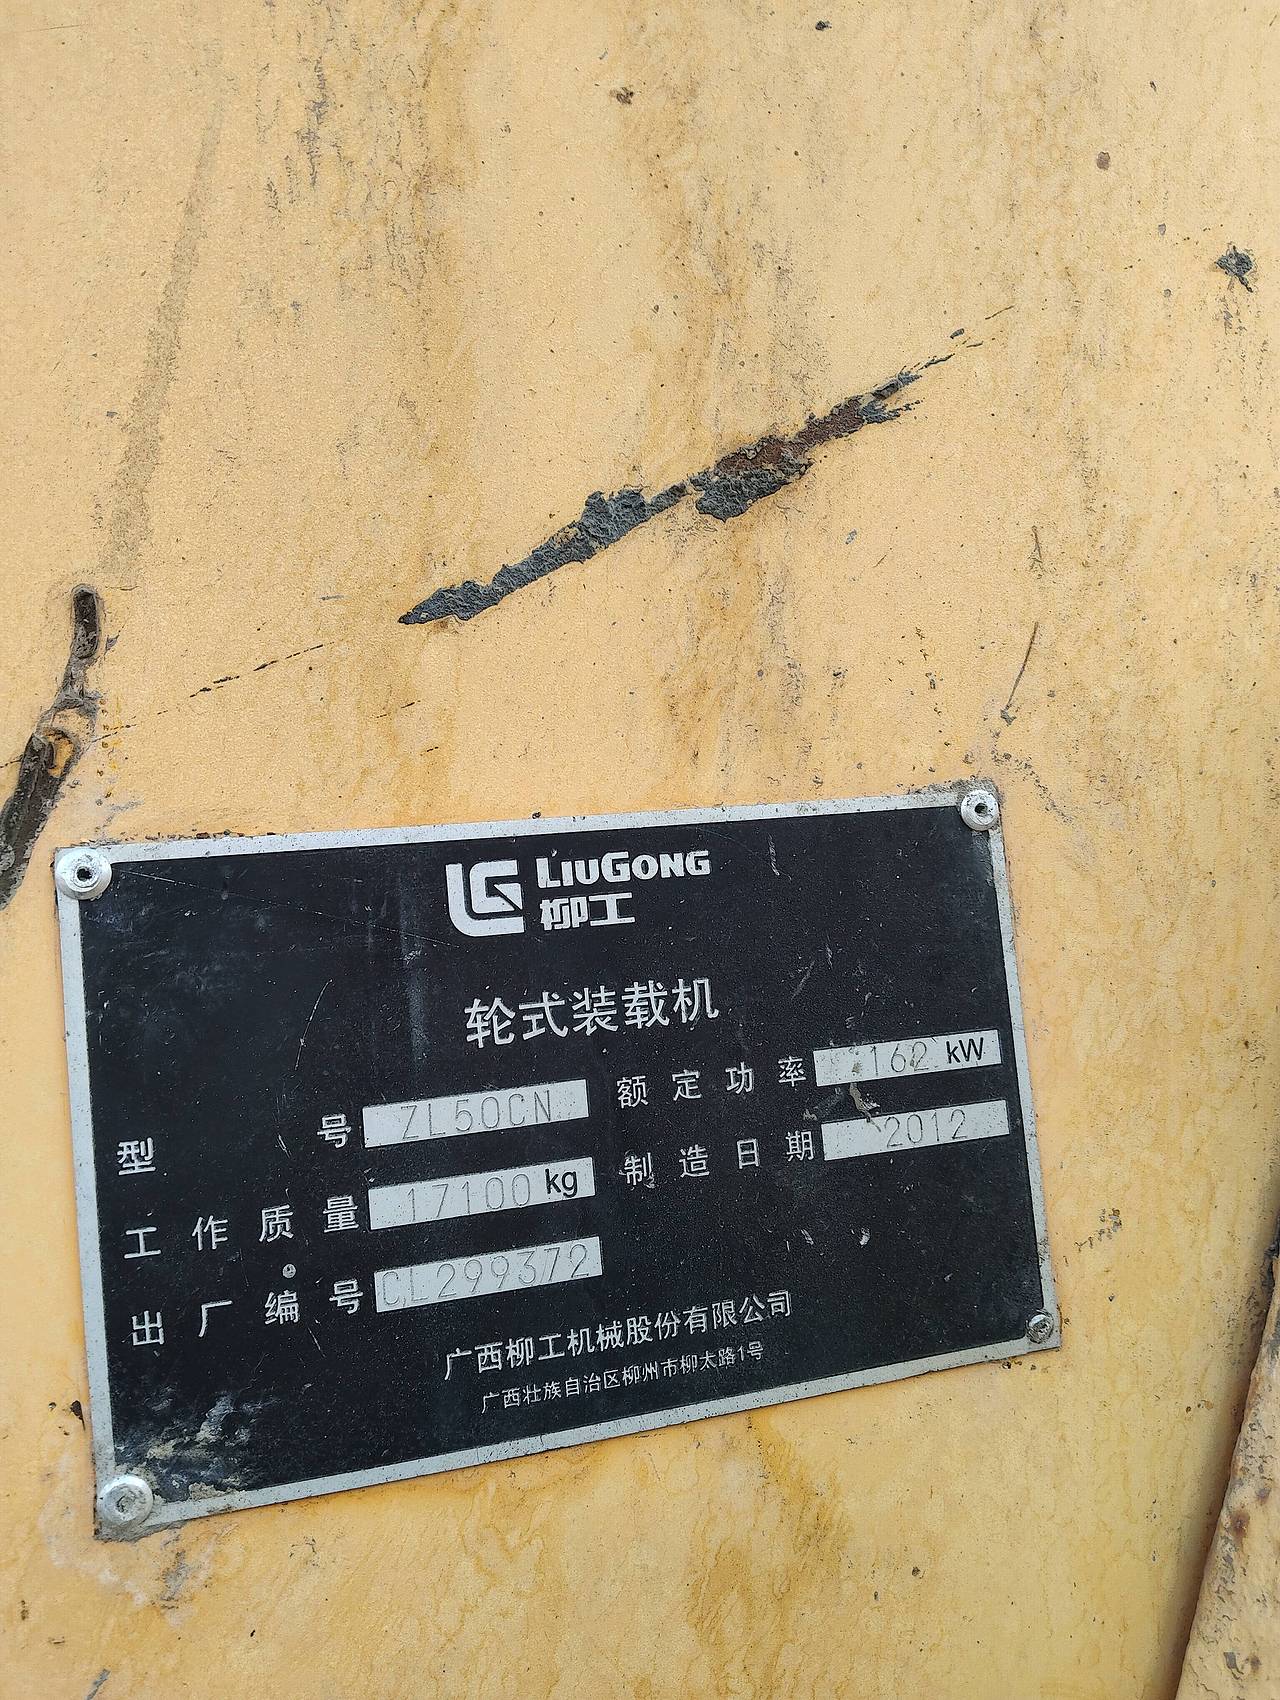 LG LIUGONG
柳工
轮式装载机
型号 ZL50CN
额定功率 162 kW
工作质量 17100 kg
制造日期 2012
出厂编号 CL299372
广西柳工机械股份有限公司
广西壮族自治区柳州市柳太路1号